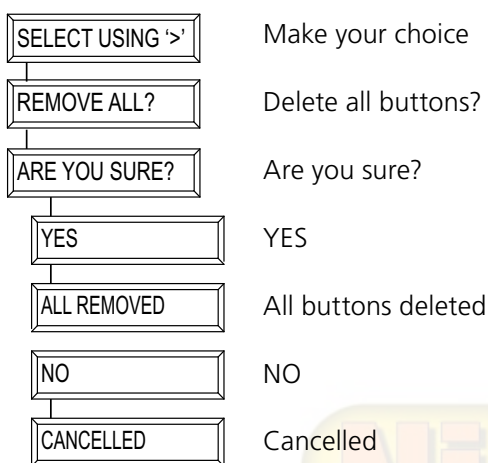 SELECT USING ‘>’ Make your choice
REMOVE ALL? Delete all buttons?
ARE YOU SURE? Are you sure?
YES YES
ALL REMOVED All buttons deleted
NO NO
CANCELLED Cancelled